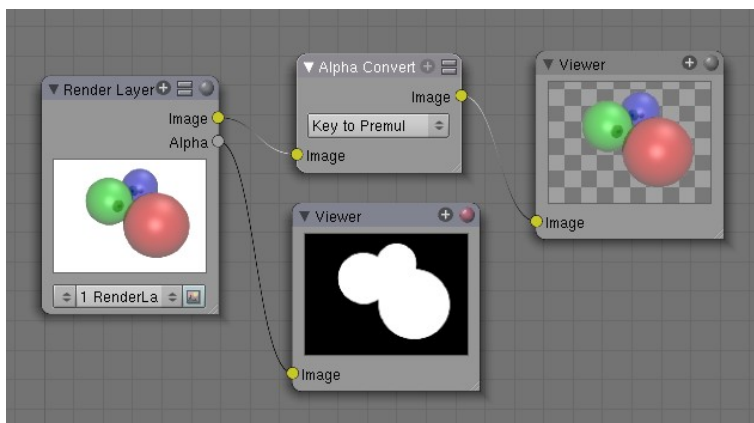 Render Layer
Image
Alpha
1 RenderLa
Alpha Convert
Image
Key to Premul
Image
Viewer
Image
Viewer
Image